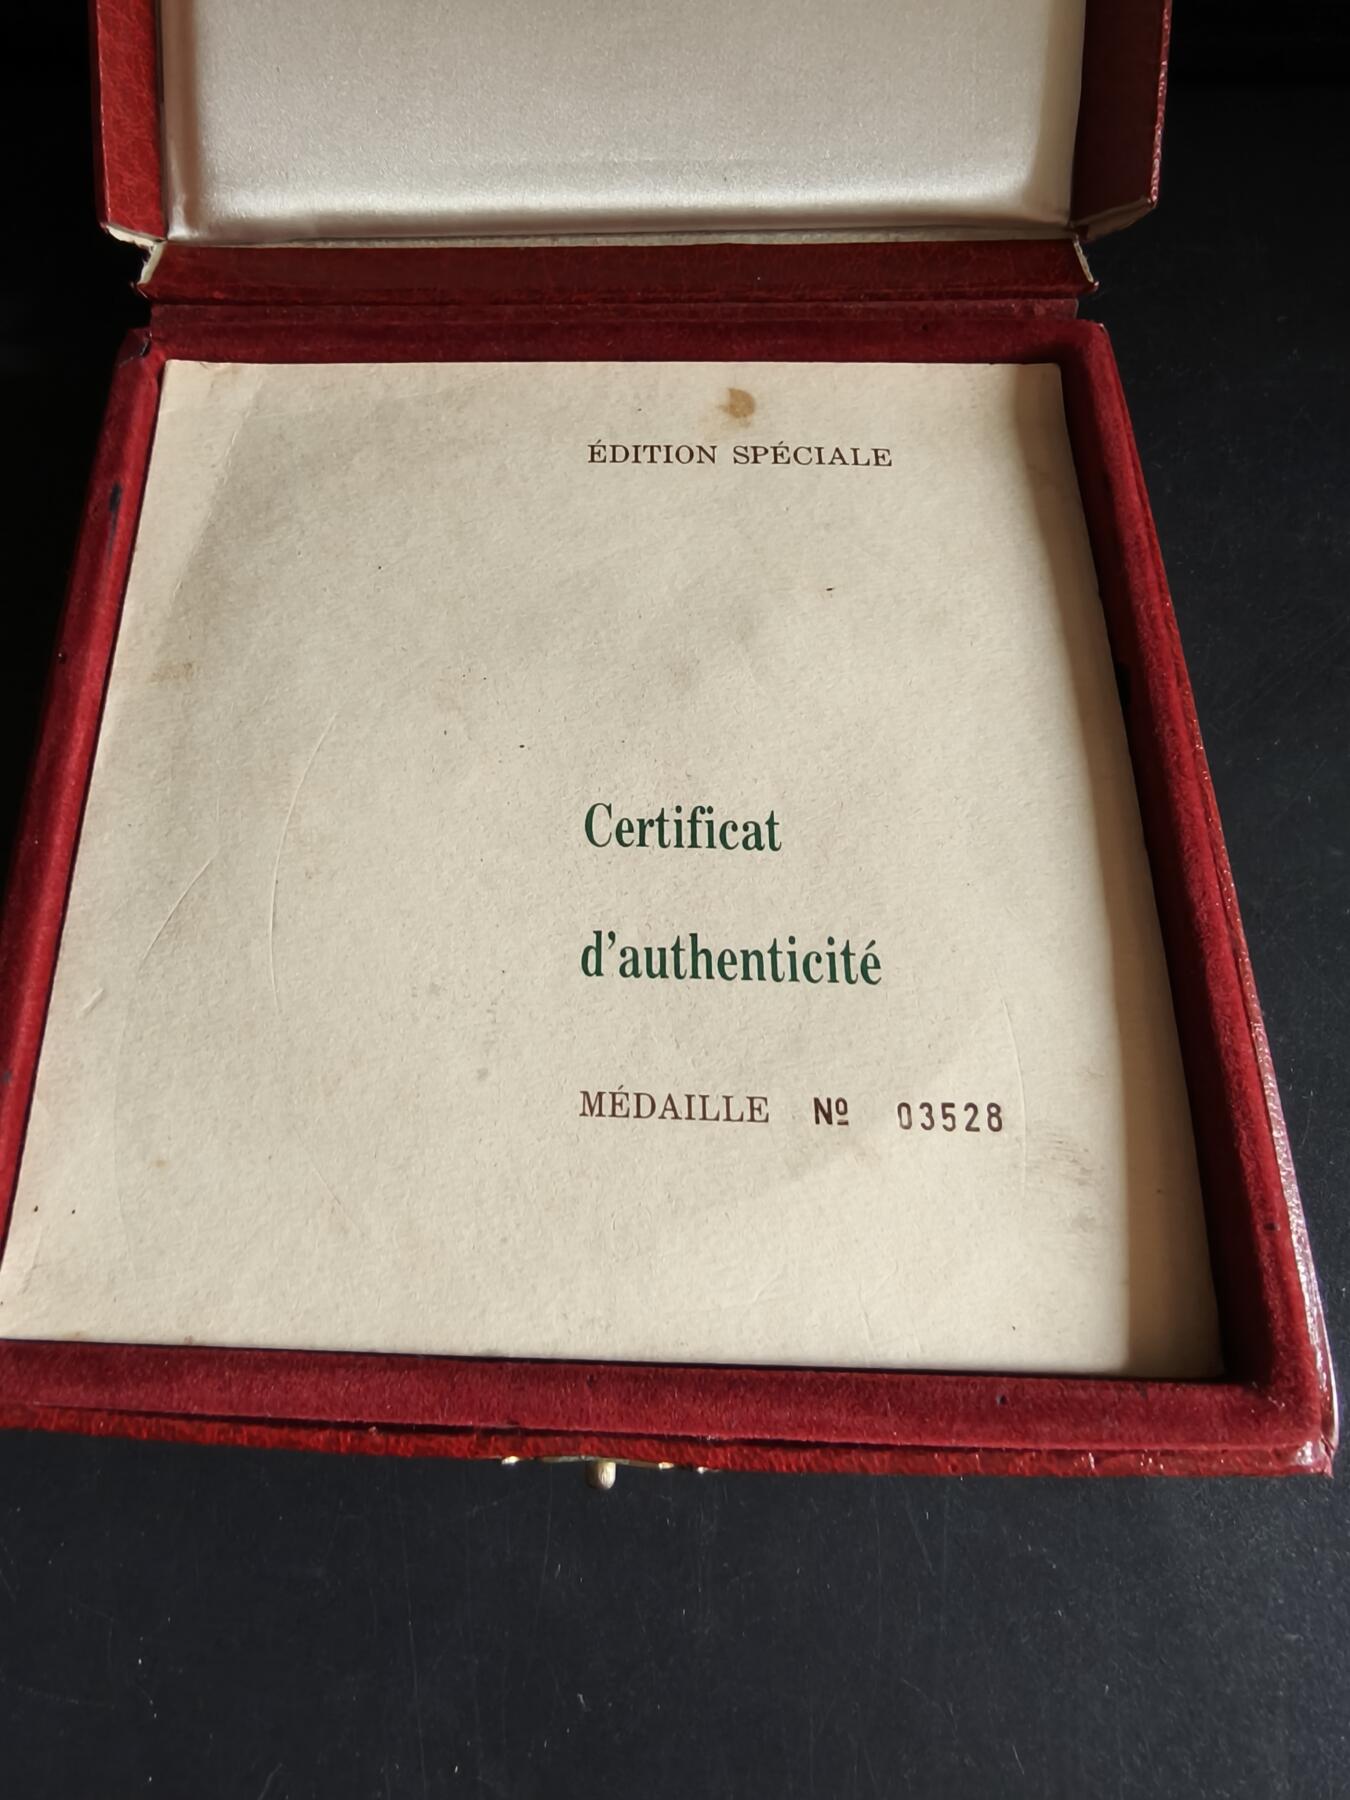 ÉDITION SPÉCIALE
Certificat
d'authenticité
MÉDAILLE Nº 03528